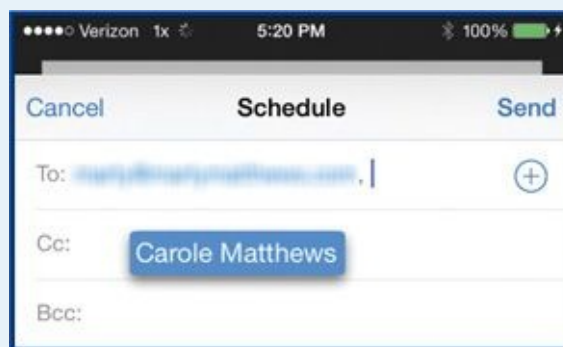 Verizon 1x 5:20 PM 100%
Cancel Schedule Send
To: , 
Cc: Carole Matthews
Bcc: